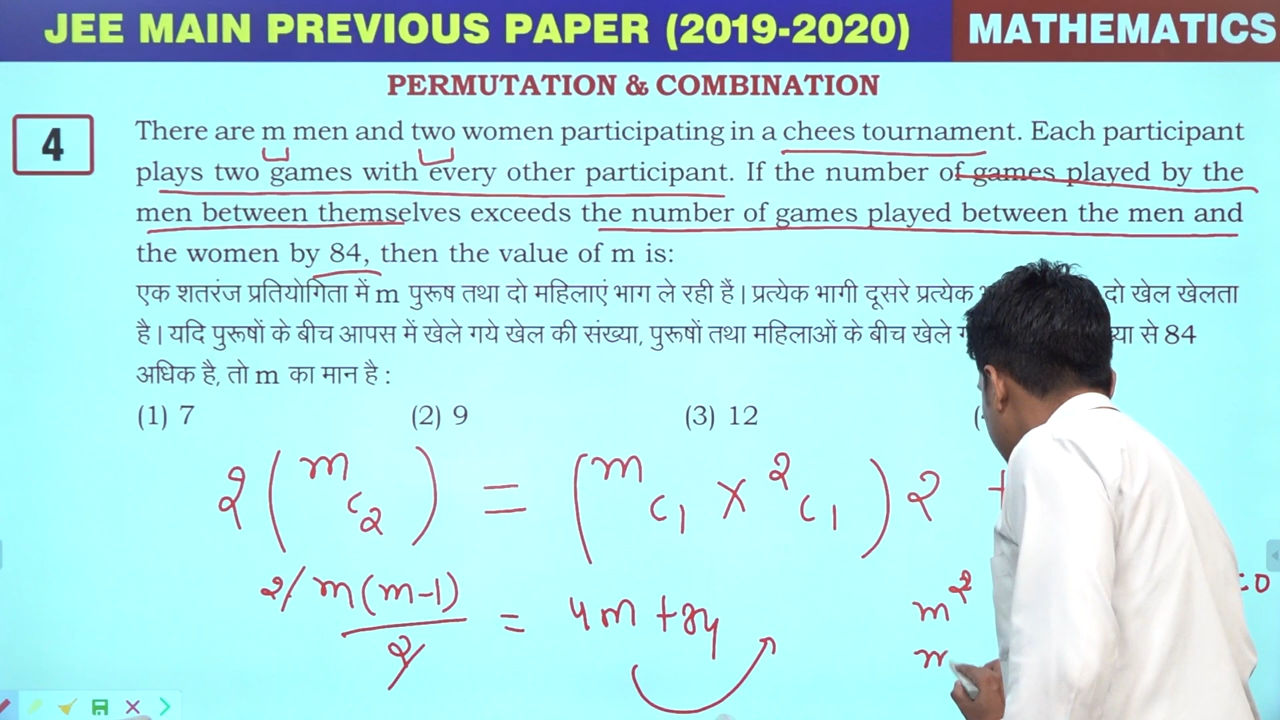 JEE MAIN PREVIOUS PAPER (2019-2020) MATHEMATICS
PERMUTATION & COMBINATION
4
There are m men and two women participating in a chees tournament. Each participant
plays two games with every other participant. If the number of games played by the
men between themselves exceeds the number of games played between the men and
the women by 84, then the value of m is:
एक शतरंज प्रतियोगिता में m पुरूष तथा दो महिलाएं भाग ले रही हैं। प्रत्येक भागी दूसरे प्रत्येक दो खेल खेलता
है। यदि पुरूषों के बीच आपस में खेले गये खेल की संख्या, पुरूषों तथा महिलाओं के बीच खेले से 84
अधिक है, तो m का मान है :
(1) 7 (2) 9 (3) 12
2(ᵐc₂) = (ᵐc₁ × ²c₁) 2 +
2/ m(m-1) / 2 = 4m + 84
m² =0
m